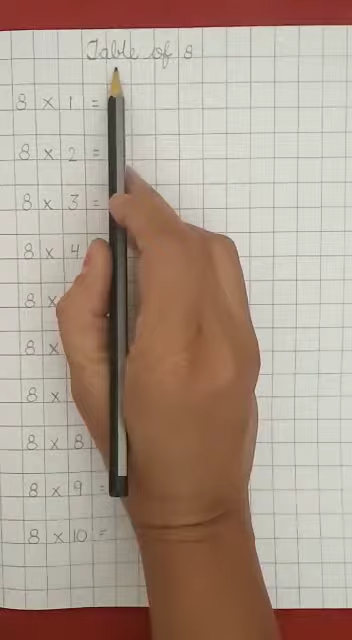 Table of 8
8 × 1 =
8 × 2 =
8 × 3 =
8 × 4
8 ×
8 ×
8 ×
8 × 8
8 × 9 =
8 × 10 =